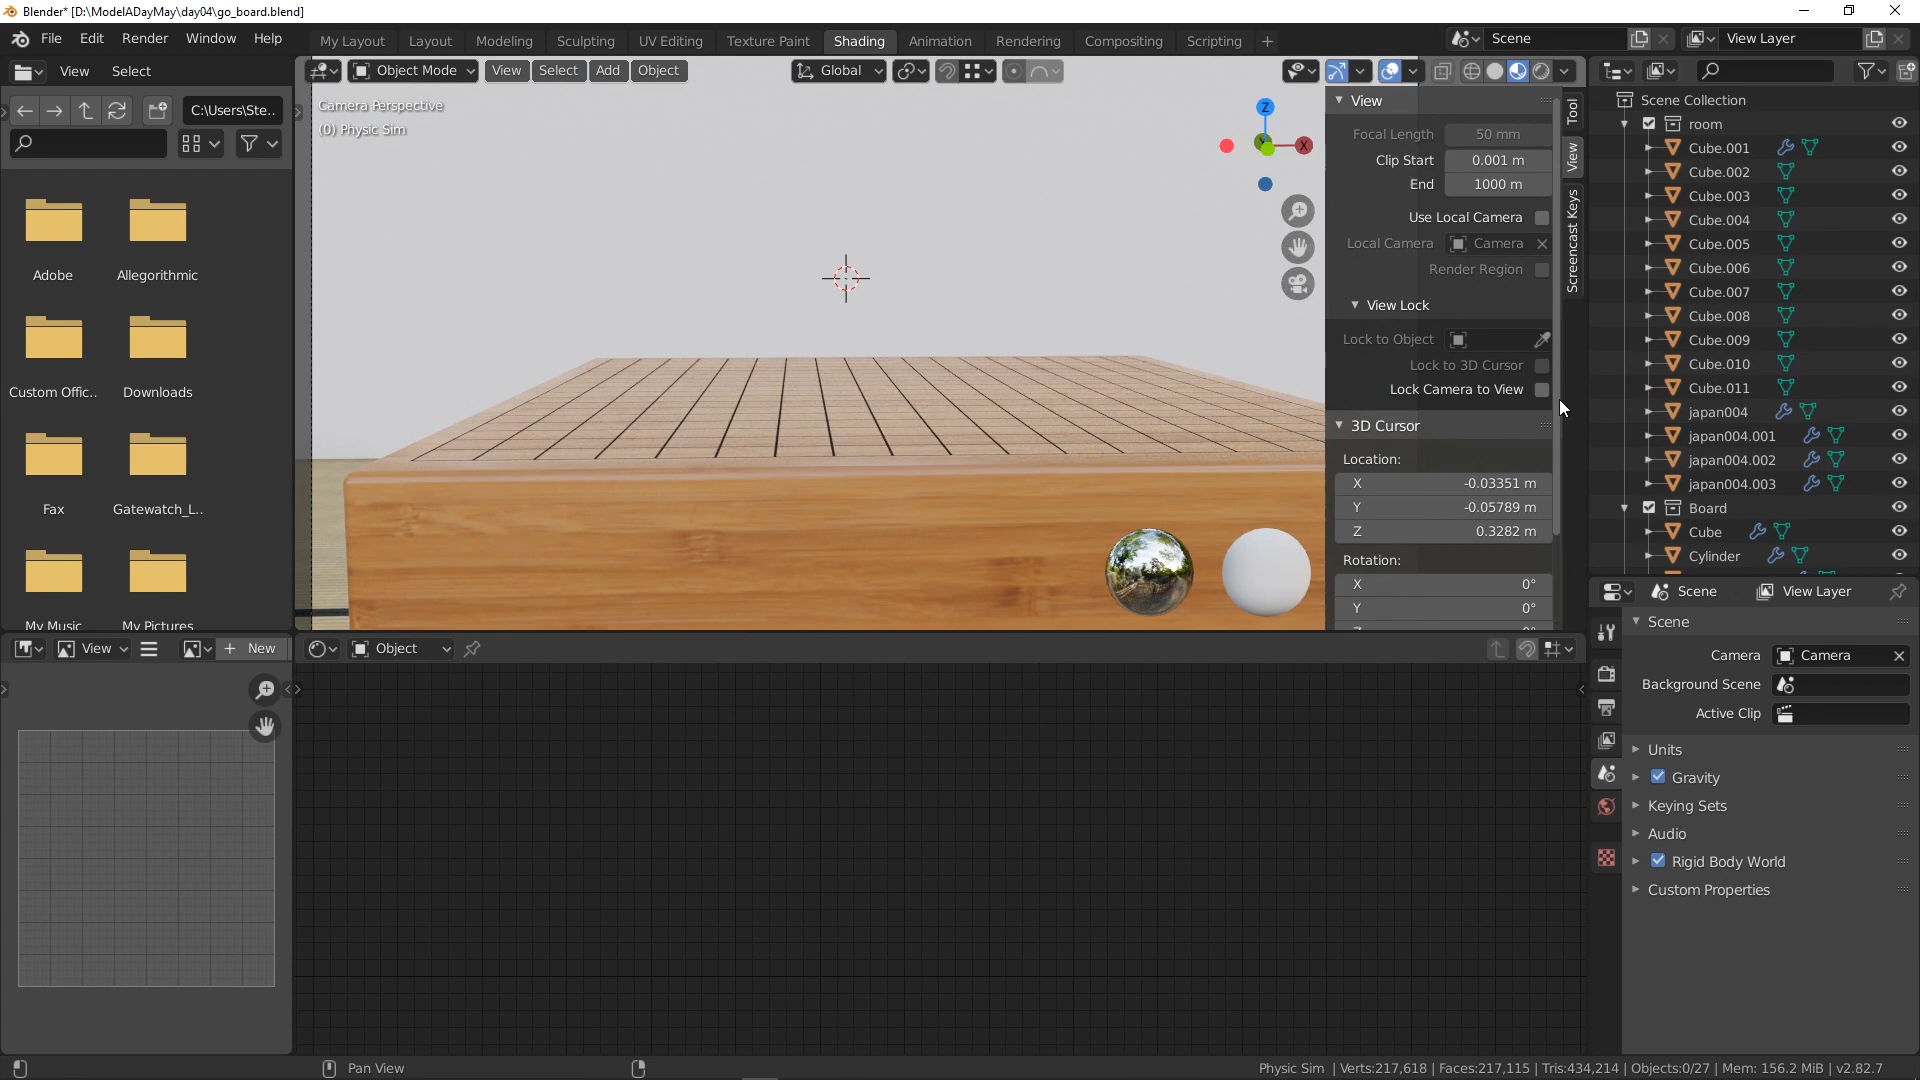 Blender* [D:\ModelADayMay\day04\go_board.blend]
File Edit Render Window Help
My Layout Layout Modeling Sculpting UV Editing Texture Paint Shading Animation Rendering Compositing Scripting
Scene
View Layer
View Select
Object Mode View Select Add Object
Global
C:\Users\Ste..
Adobe
Allegorithmic
Custom Offic..
Downloads
Fax
Gatewatch_L..
My Music
My Pictures
Camera Perspective
(0) Physic Sim
Z
Y
X
View
Focal Length 50 mm
Clip Start 0.001 m
End 1000 m
Use Local Camera
Local Camera Camera
Render Region
View Lock
Lock to Object
Lock to 3D Cursor
Lock Camera to View
3D Cursor
Location:
X -0.03351 m
Y -0.05789 m
Z 0.3282 m
Rotation:
X 0°
Y 0°
Tool
View
Screencast Keys
Scene Collection
room
Cube.001
Cube.002
Cube.003
Cube.004
Cube.005
Cube.006
Cube.007
Cube.008
Cube.009
Cube.010
Cube.011
japan004
japan004.001
japan004.002
japan004.003
Board
Cube
Cylinder
View
New
Object
Scene View Layer
Scene
Camera Camera
Background Scene
Active Clip
Units
Gravity
Keying Sets
Audio
Rigid Body World
Custom Properties
Pan View
Physic Sim | Verts:217,618 | Faces:217,115 | Tris:434,214 | Objects:0/27 | Mem: 156.2 MiB | v2.82.7